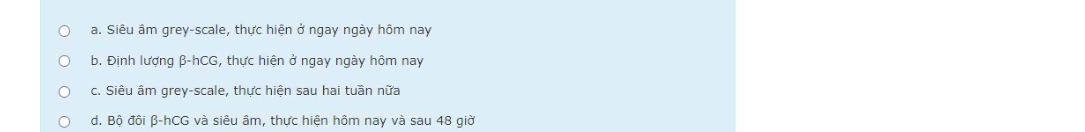 a. Siêu âm grey-scale, thực hiện ở ngay ngày hôm nay
b. Định lượng β-hCG, thực hiện ở ngay ngày hôm nay
c. Siêu âm grey-scale, thực hiện sau hai tuần nữa
d. Bộ đôi β-hCG và siêu âm, thực hiện hôm nay và sau 48 giờ